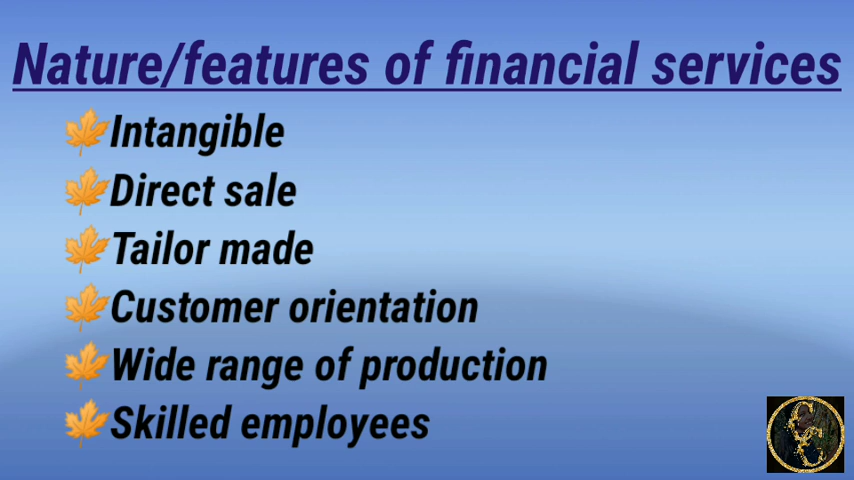 Nature/features of financial services
Intangible
Direct sale
Tailor made
Customer orientation
Wide range of production
Skilled employees